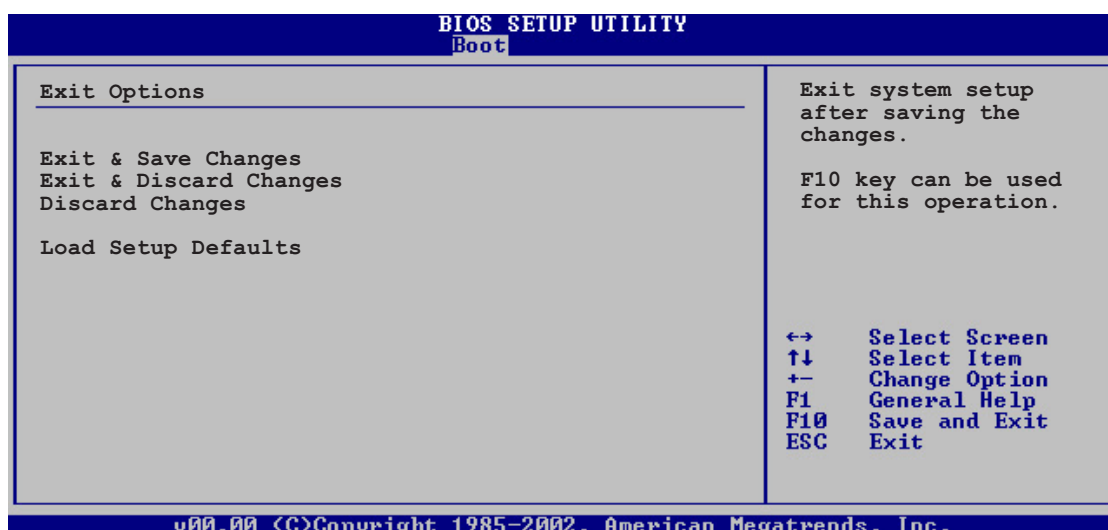 BIOS SETUP UTILITY
Boot
Exit Options
Exit & Save Changes
Exit & Discard Changes
Discard Changes
Load Setup Defaults
Exit system setup
after saving the
changes.
F10 key can be used
for this operation.
←→ Select Screen
↑↓ Select Item
+- Change Option
F1 General Help
F10 Save and Exit
ESC Exit
v00.00 (C)Copyright 1985-2002, American Megatrends, Inc.